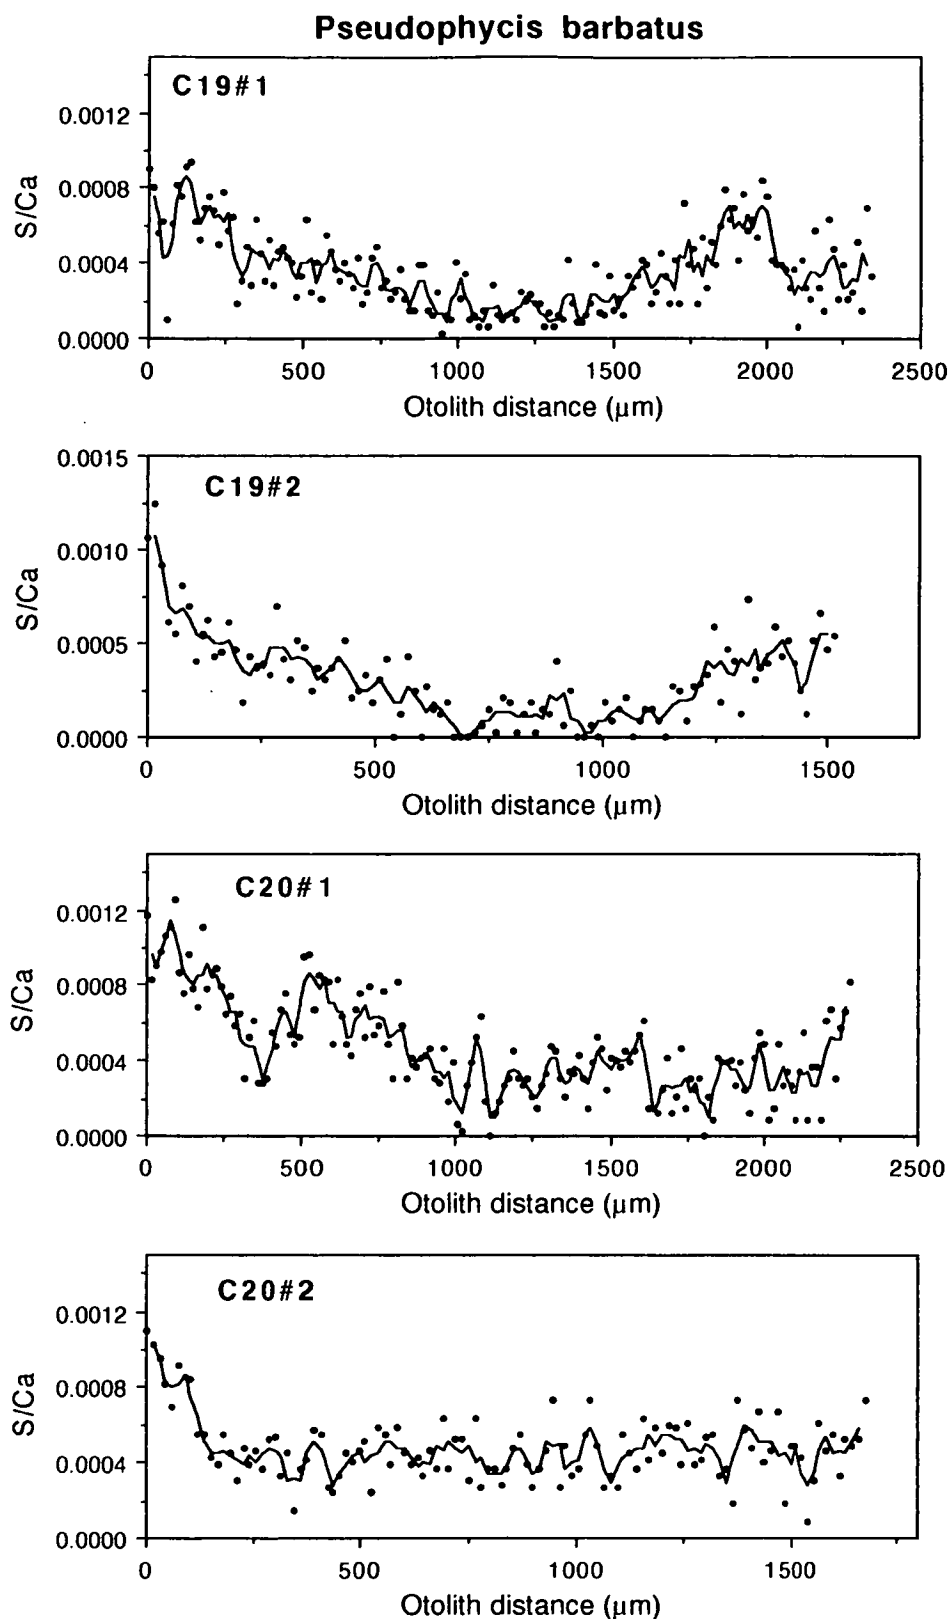 Pseudophycis barbatus
C19#1
S/Ca
0.0012
0.0008
0.0004
0.0000
0 500 1000 1500 2000 2500
Otolith distance (µm)
C19#2
S/Ca
0.0015
0.0010
0.0005
0.0000
0 500 1000 1500
Otolith distance (µm)
C20#1
S/Ca
0.0012
0.0008
0.0004
0.0000
0 500 1000 1500 2000 2500
Otolith distance (µm)
C20#2
S/Ca
0.0012
0.0008
0.0004
0.0000
0 500 1000 1500
Otolith distance (µm)